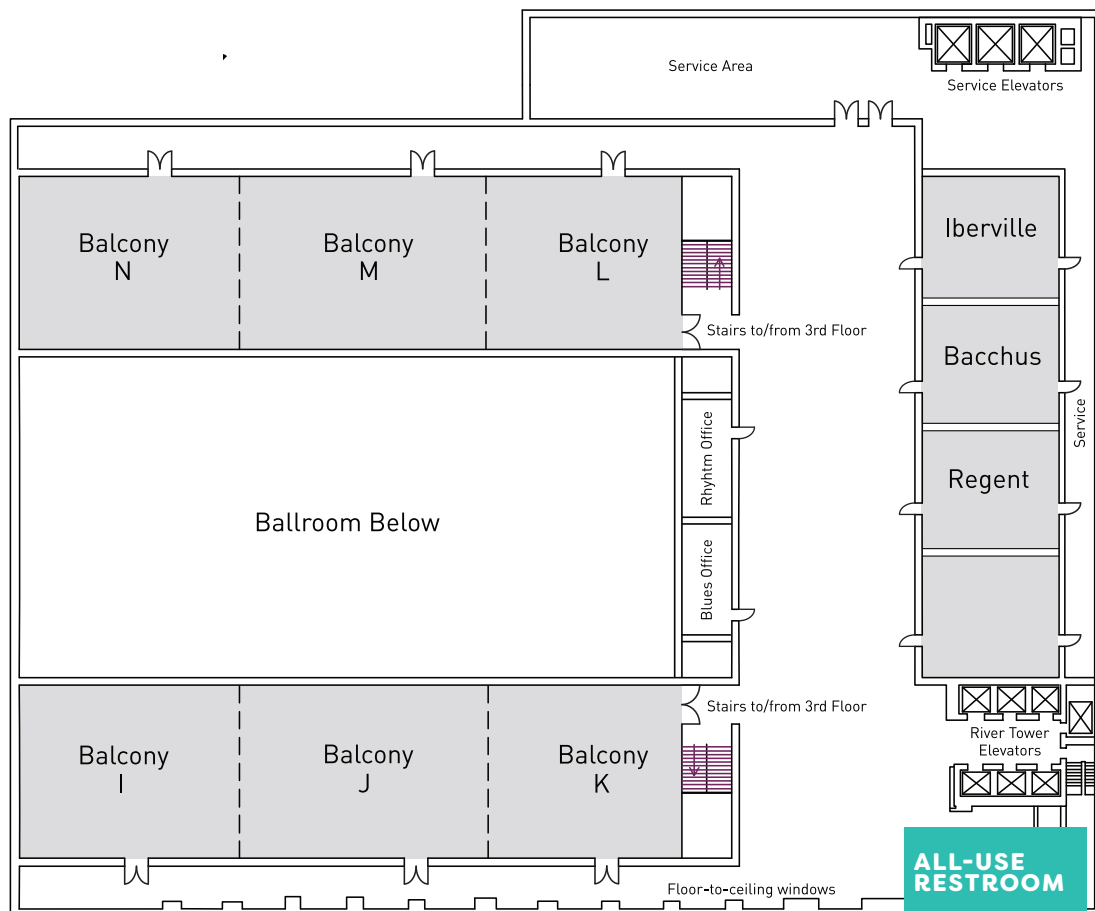 Service Area
Service Elevators
Balcony
N
Balcony
M
Balcony
L
Iberville
Stairs to/from 3rd Floor
Bacchus
Service
Rhyhtm Office
Regent
Ballroom Below
Blues Office
Stairs to/from 3rd Floor
River Tower
Elevators
Balcony
I
Balcony
J
Balcony
K
Floor-to-ceiling windows
ALL-USE
RESTROOM